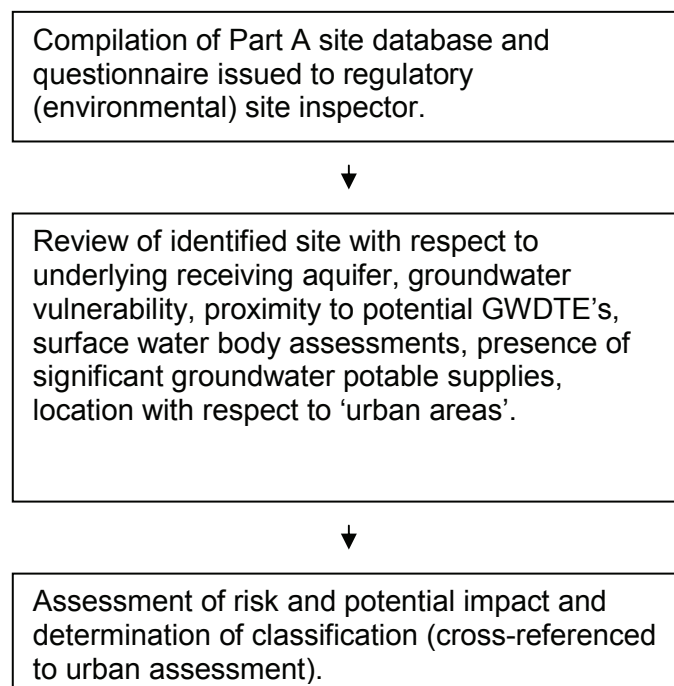 Compilation of Part A site database and
questionnaire issued to regulatory
(environmental) site inspector.
Review of identified site with respect to
underlying receiving aquifer, groundwater
vulnerability, proximity to potential GWDTE’s,
surface water body assessments, presence of
significant groundwater potable supplies,
location with respect to ‘urban areas’.
Assessment of risk and potential impact and
determination of classification (cross-referenced
to urban assessment).